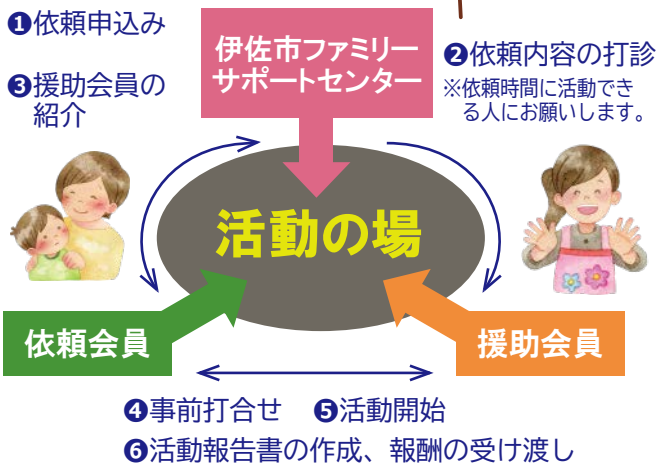 ❶依頼申込み
❸援助会員の
紹介
伊佐市ファミリー
サポートセンター
❷依頼内容の打診
※依頼時間に活動でき
る人にお願いします。
活動の場
依頼会員
援助会員
❹事前打合せ ❺活動開始
❻活動報告書の作成、報酬の受け渡し